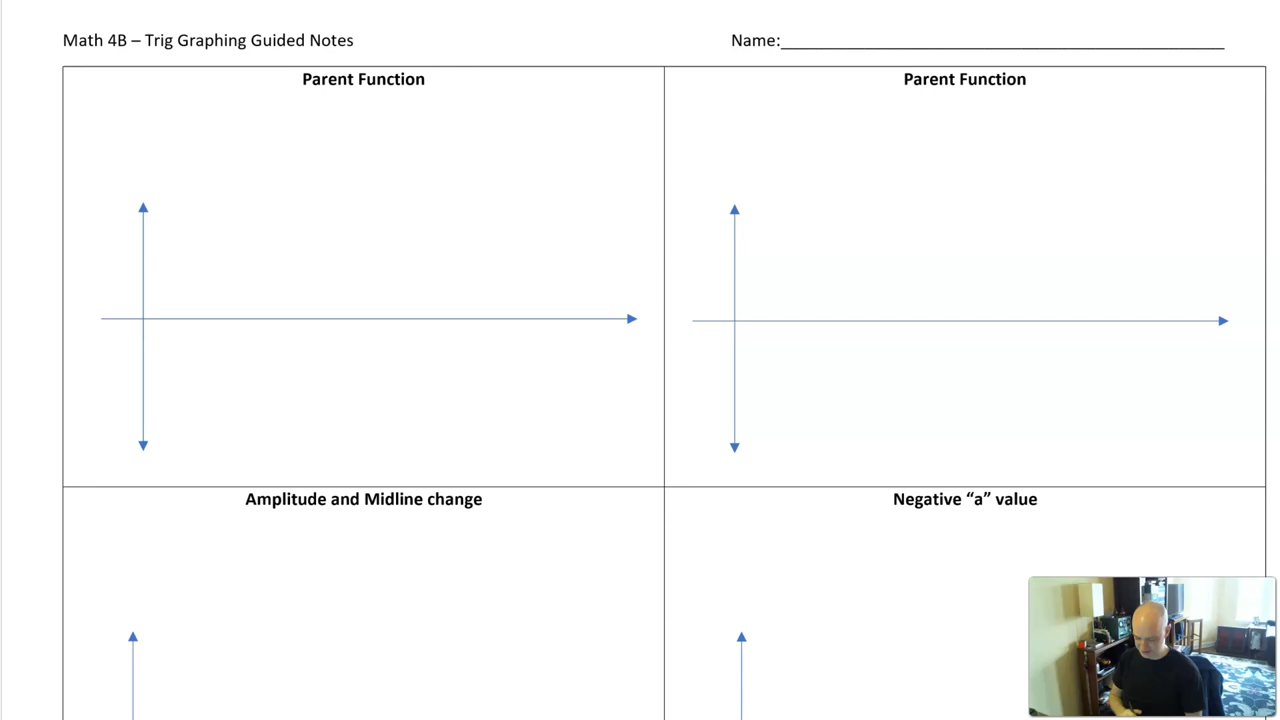 Math 4B – Trig Graphing Guided Notes
Name:
Parent Function
Parent Function
Amplitude and Midline change
Negative “a” value